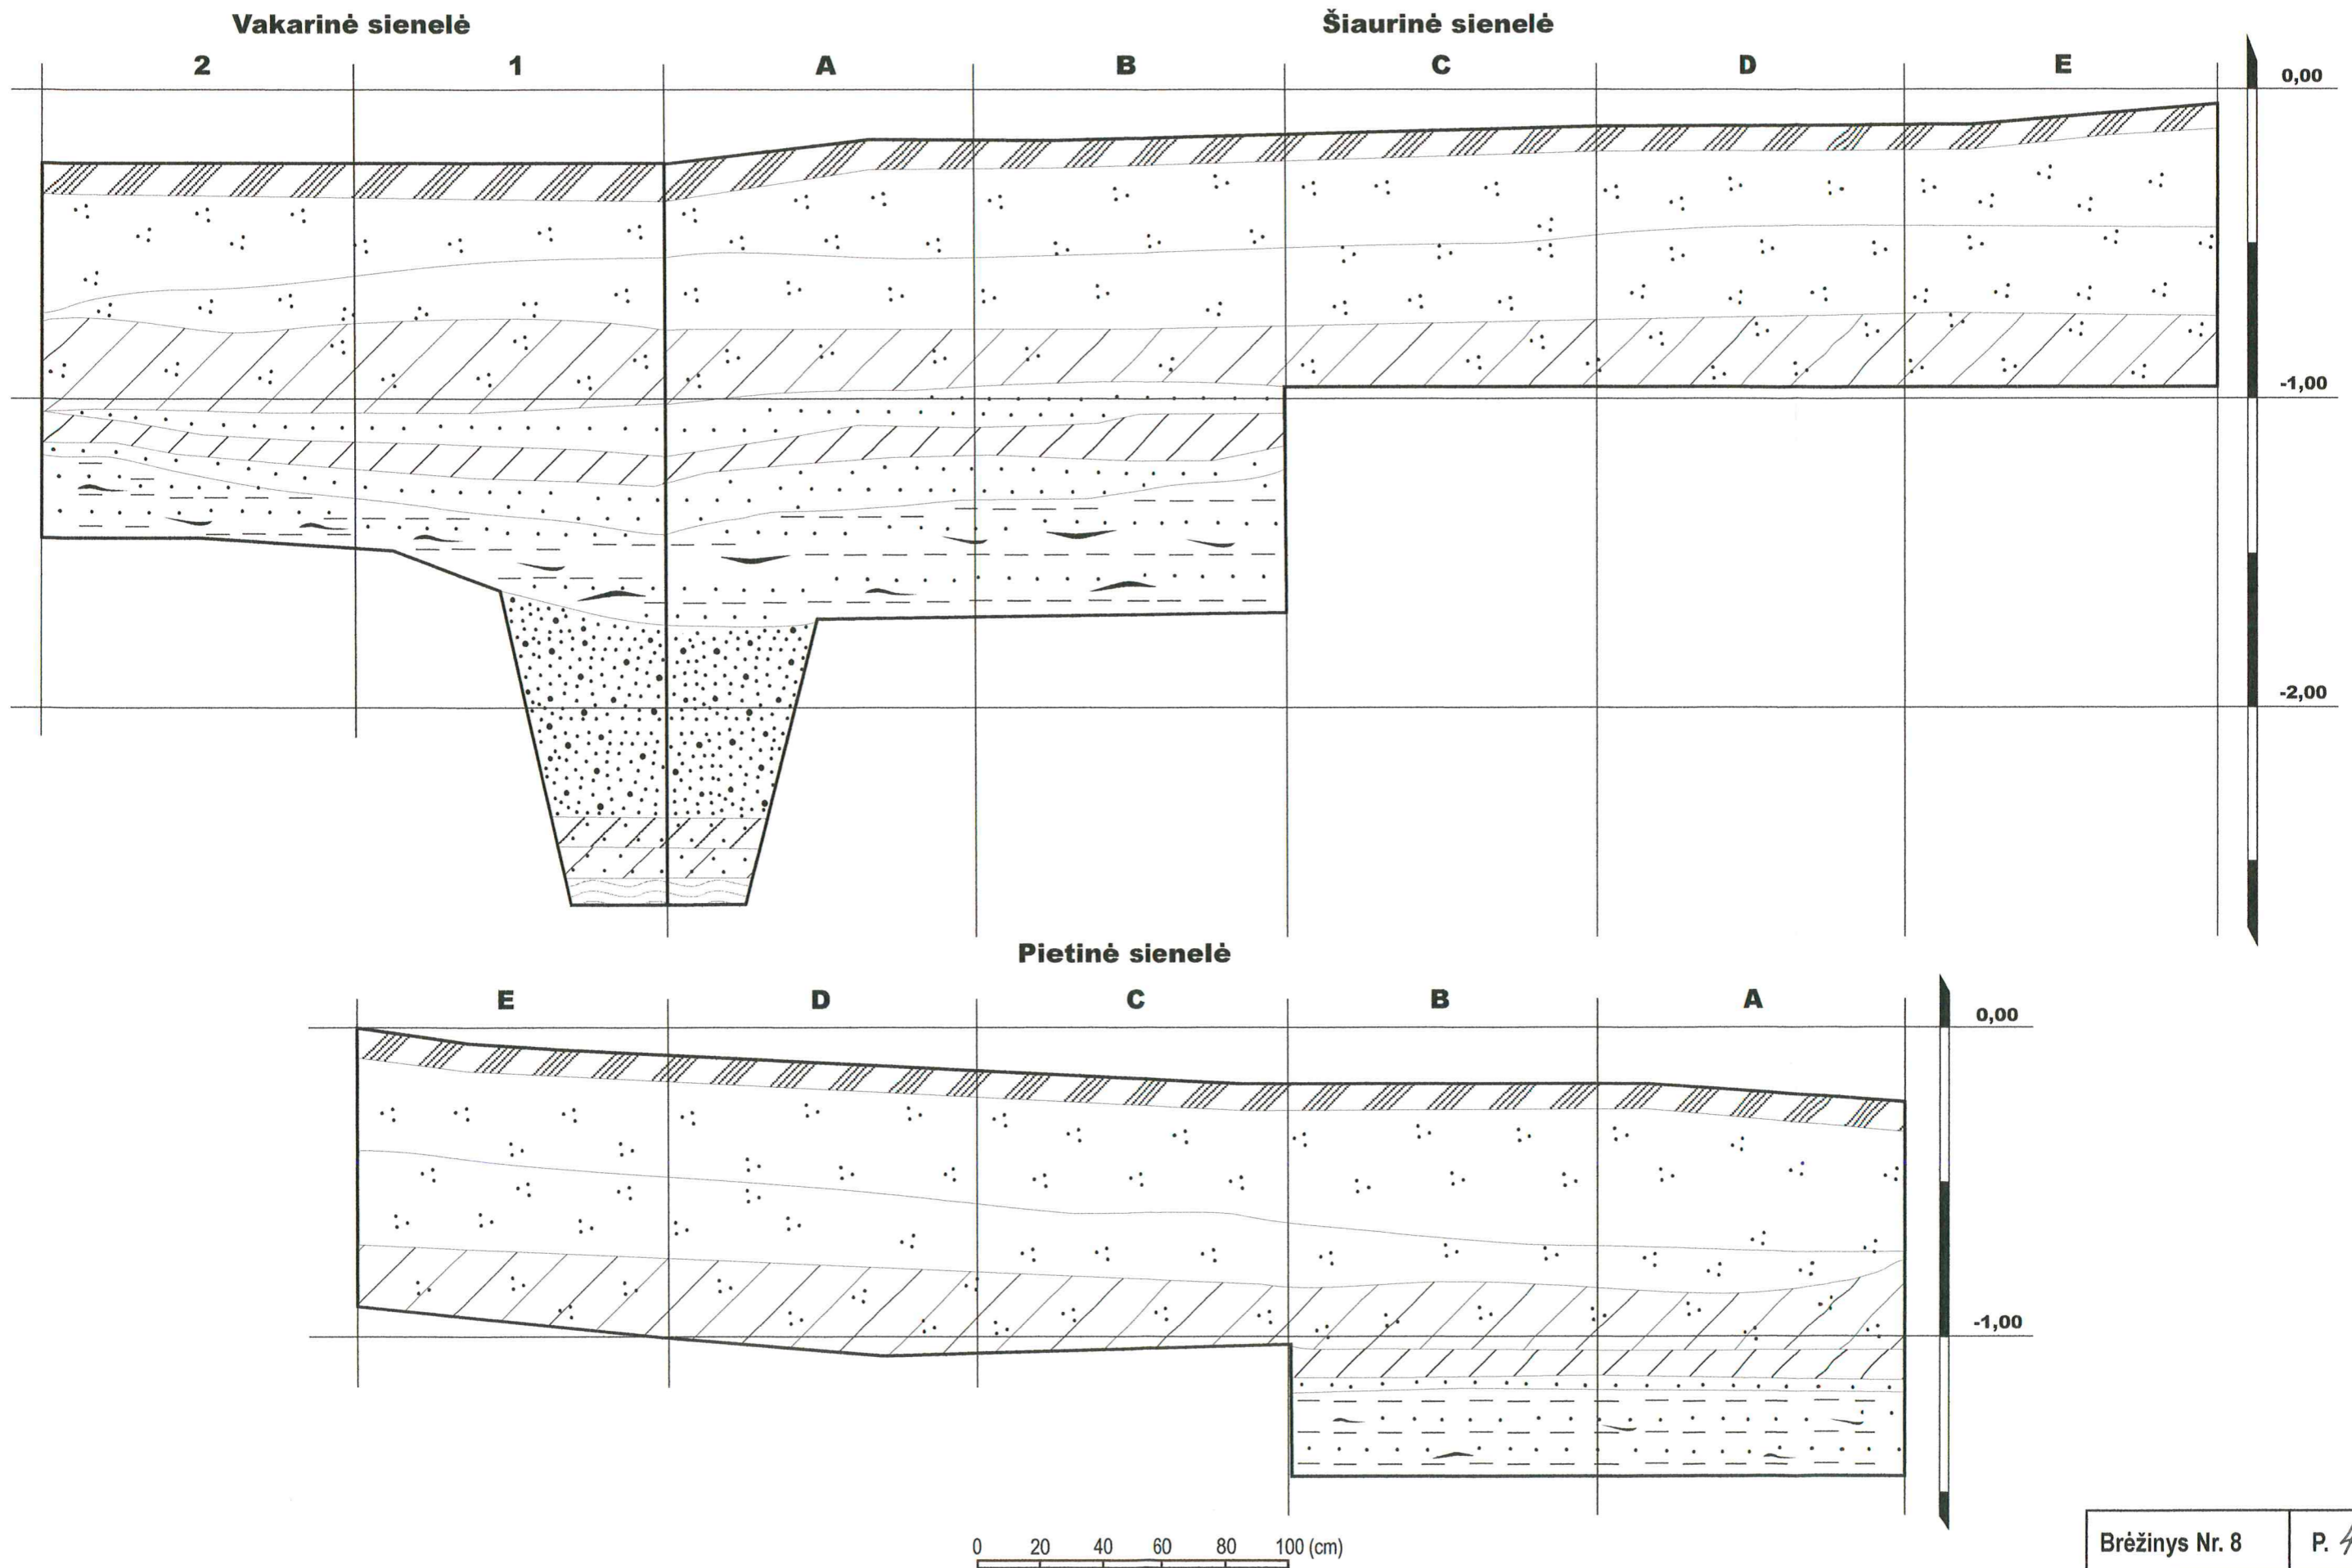 Vakarinė sienelė Šiaurinė sienelė
2 1 A B C D E
0,00
-1,00
-2,00
Pietinė sienelė
E D C B A
0,00
-1,00
0 20 40 60 80 100 (cm)
Brėžinys Nr. 8 P.